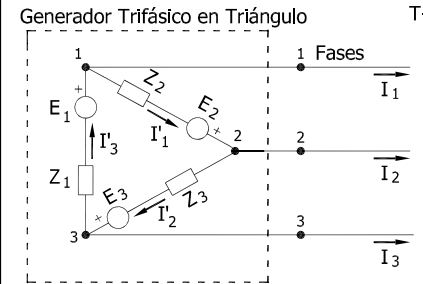 Generador Trifásico en Triángulo
T-
1
1 Fases
Z2
I1
E1
+
E2
+
I'1
I'3
2
2
Z1
I2
E3
Z3
+
I'2
3
3
I3